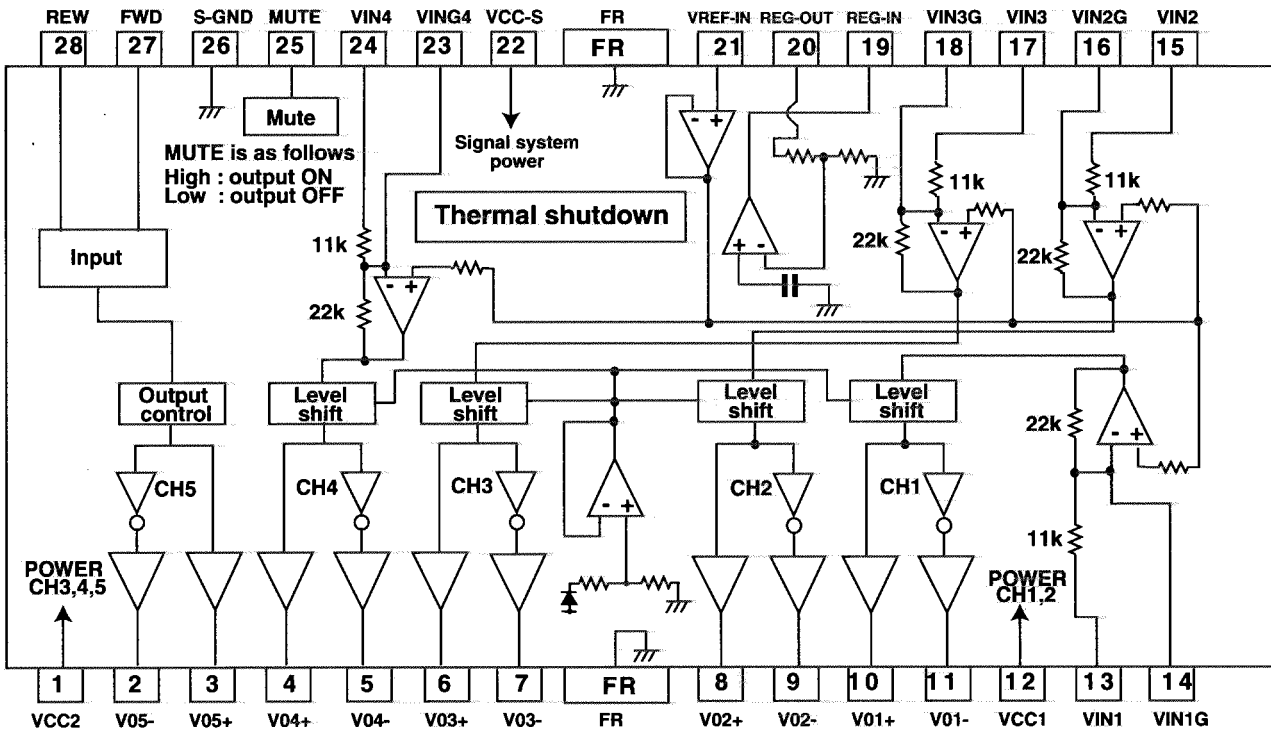 REW FWD S-GND MUTE VIN4 VING4 VCC-S FR VREF-IN REG-OUT REG-IN VIN3G VIN3 VIN2G VIN2
28 27 26 25 24 23 22 FR 21 20 19 18 17 16 15
Mute
MUTE is as follows
High : output ON
Low : output OFF
Signal system
power
- +
Thermal shutdown
11k
11k
Input
11k
22k
- +
22k
- +
+ -
- +
22k
22k
Output
control
Level
shift
Level
shift
Level
shift
Level
shift
22k
- +
CH5
CH4
CH3
- +
CH2
CH1
11k
POWER
CH3,4,5
POWER
CH1,2
1 2 3 4 5 6 7 FR 8 9 10 11 12 13 14
VCC2 V05- V05+ V04+ V04- V03+ V03- FR V02+ V02- V01+ V01- VCC1 VIN1 VIN1G